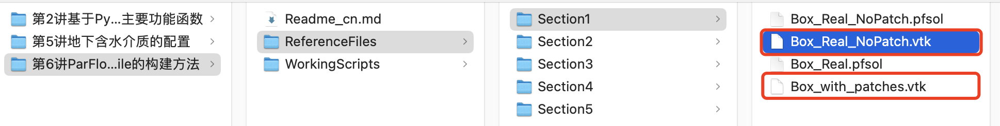 第2讲基于Py...主要功能函数
第5讲地下含水介质的配置
第6讲ParFlo...ile的构建方法
Readme_cn.md
ReferenceFiles
WorkingScripts
Section1
Section2
Section3
Section4
Section5
Box_Real_NoPatch.pfsol
Box_Real_NoPatch.vtk
Box_Real.pfsol
Box_with_patches.vtk